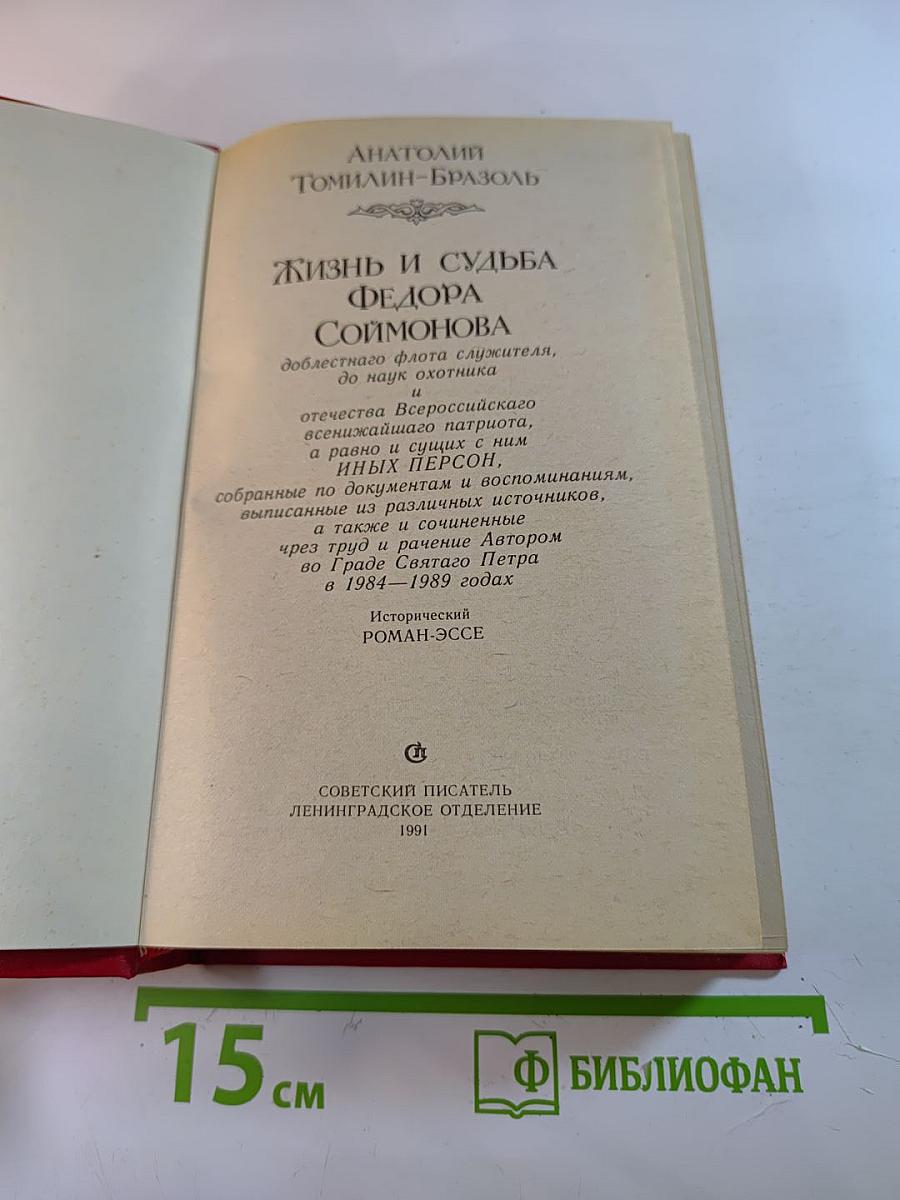 Анатолий
Томилин-Бразоль
Жизнь и судьба
Федора
Соймонова
доблестнаго флота служителя,
до наук охотника
и
отечества Всероссийскаго
всенижайшаго патриота,
а равно и сущих с ним
ИНЫХ ПЕРСОН,
собранные по документам и воспоминаниям,
выписанные из различных источников,
а также и сочиненные
чрез труд и рачение Автором
во Граде Святаго Петра
в 1984—1989 годах
Исторический
РОМАН-ЭССЕ
СП
СОВЕТСКИЙ ПИСАТЕЛЬ
ЛЕНИНГРАДСКОЕ ОТДЕЛЕНИЕ
1991
15 см
Ф БИБЛИОФАН